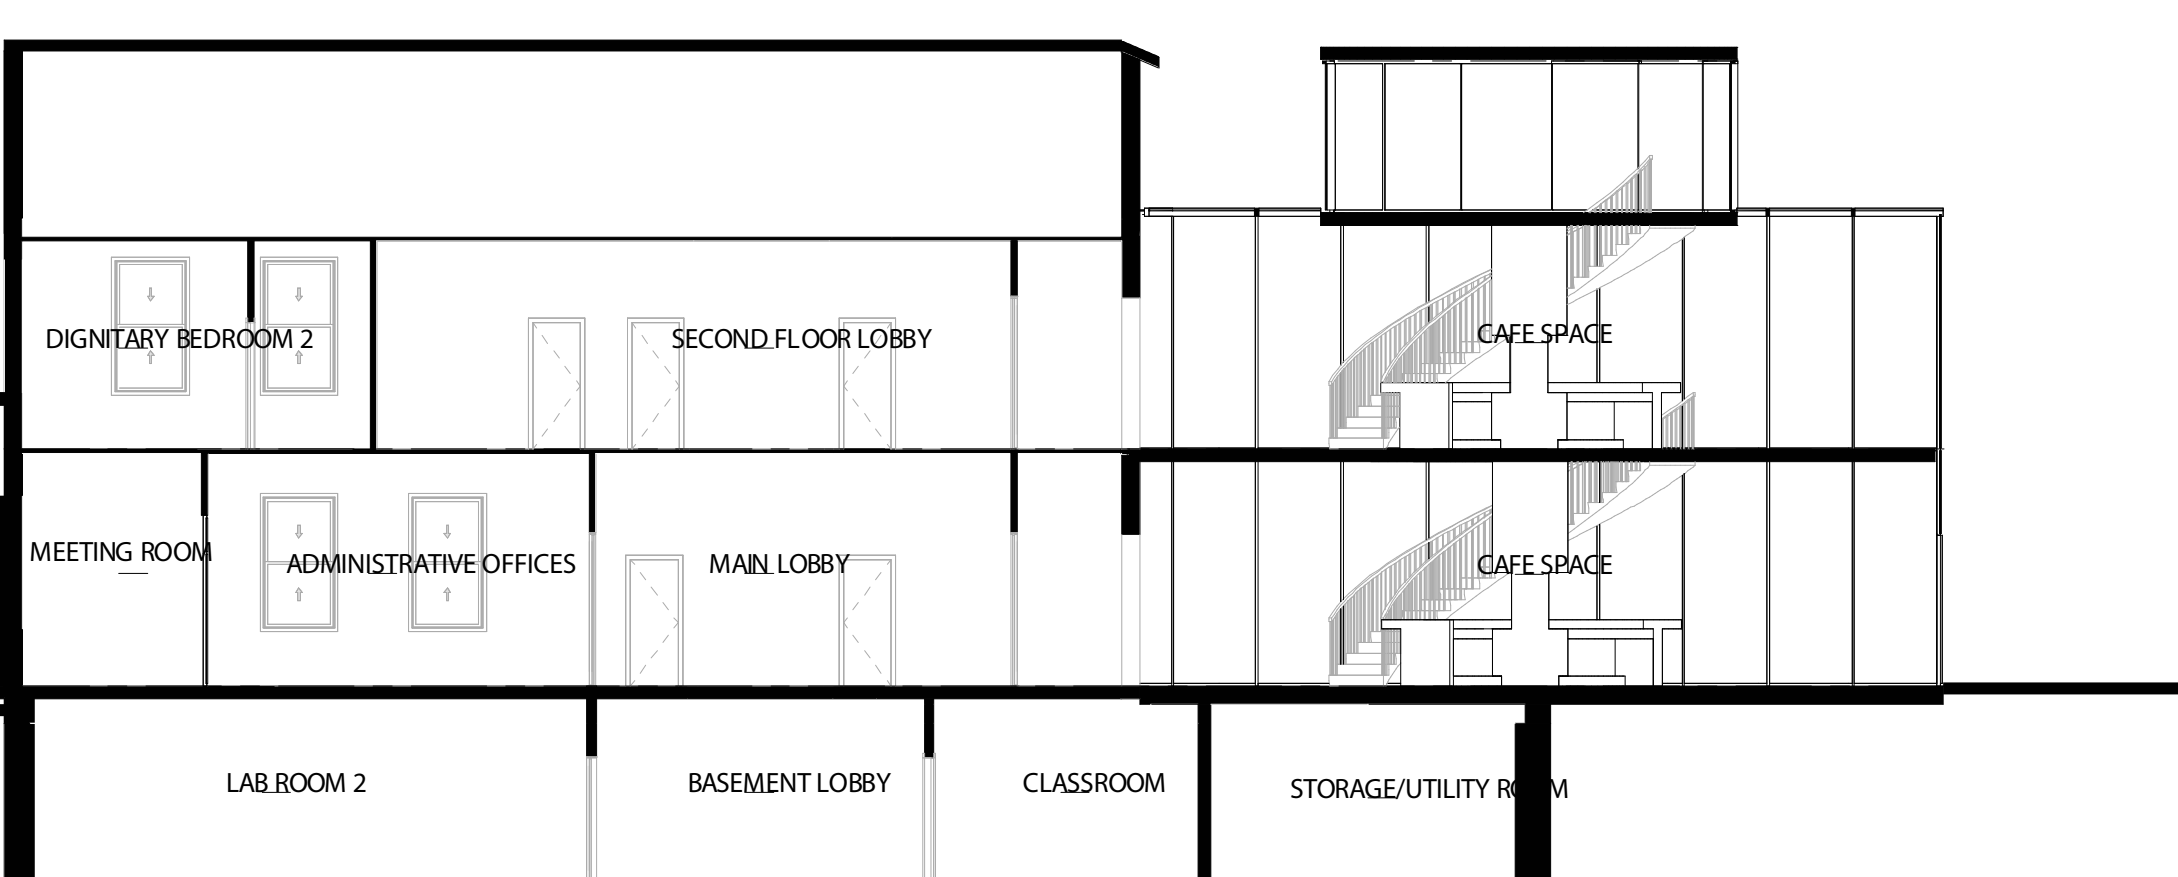 DIGNITARY BEDROOM 2
SECOND FLOOR LOBBY
CAFE SPACE
MEETING ROOM
ADMINISTRATIVE OFFICES
MAIN LOBBY
CAFE SPACE
LAB ROOM 2
BASEMENT LOBBY
CLASSROOM
STORAGE/UTILITY ROOM